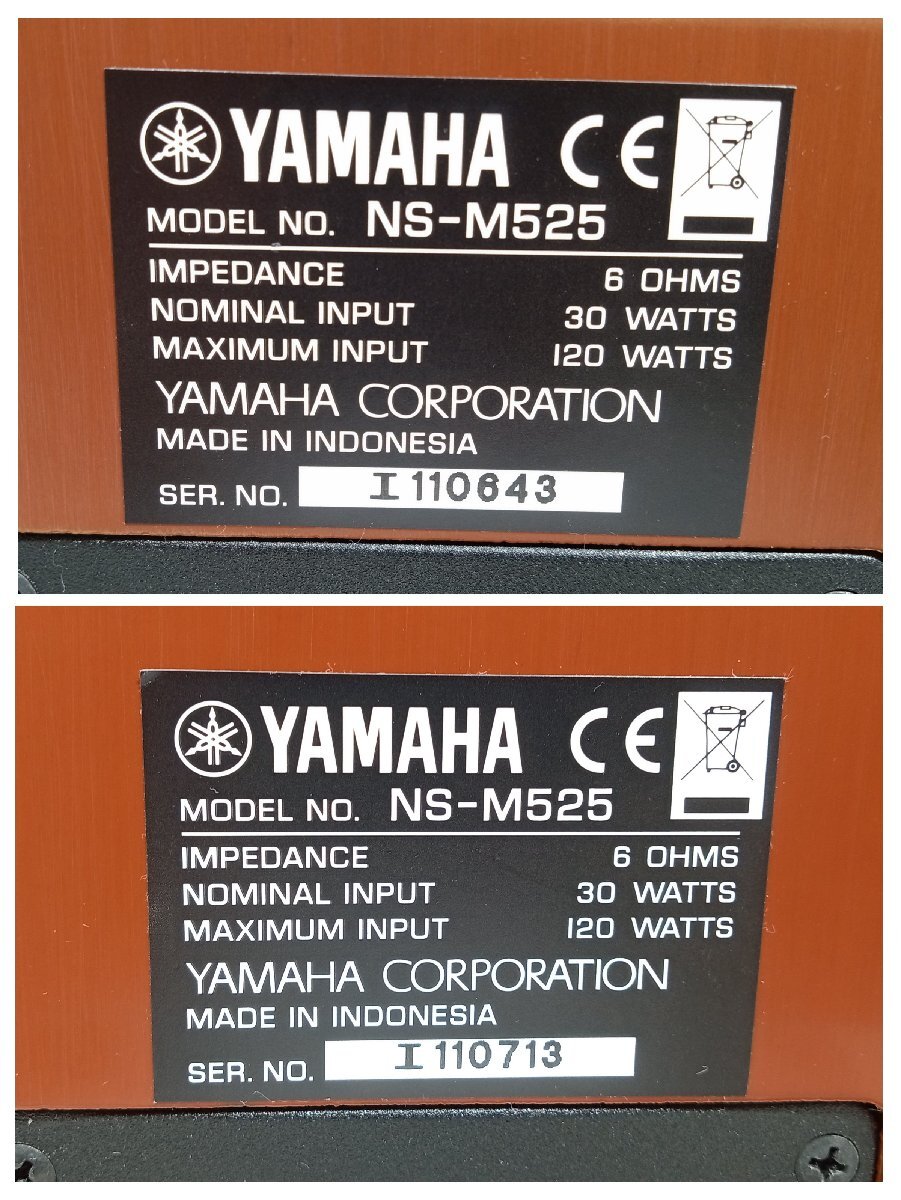 YAMAHA CE
MODEL NO. NS-M525
IMPEDANCE 6 OHMS
NOMINAL INPUT 30 WATTS
MAXIMUM INPUT 120 WATTS
YAMAHA CORPORATION
MADE IN INDONESIA
SER. NO. I110643
YAMAHA CE
MODEL NO. NS-M525
IMPEDANCE 6 OHMS
NOMINAL INPUT 30 WATTS
MAXIMUM INPUT 120 WATTS
YAMAHA CORPORATION
MADE IN INDONESIA
SER. NO. I110713